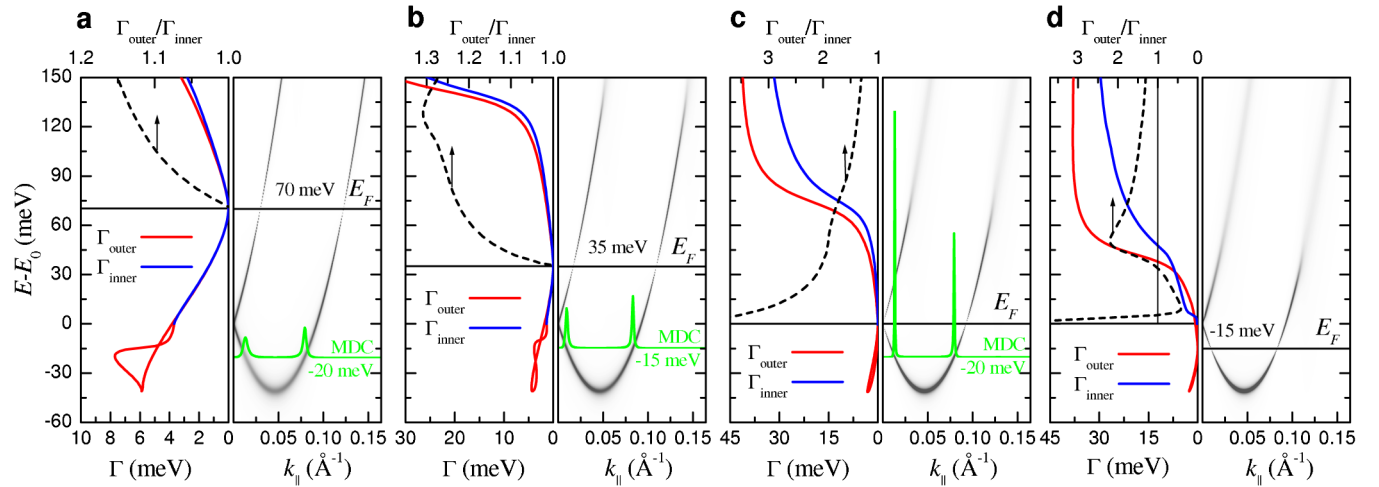 a
b
c
d
Γouter/Γinner
Γouter/Γinner
Γouter/Γinner
Γouter/Γinner
1.2 1.1 1.0
1.3 1.2 1.1 1.0
3 2 1
3 2 1 0
150
120
90
60
30
0
-30
-60
E-E0 (meV)
70 meV
EF
Γouter
Γinner
MDC
-20 meV
35 meV
EF
Γouter
Γinner
MDC
-15 meV
EF
Γouter
Γinner
MDC
-20 meV
-15 meV
EF
Γouter
Γinner
10 8 6 4 2 0
0.05 0.10 0.15
30 20 10 0
0.05 0.10 0.15
45 30 15 0
0.05 0.10 0.15
45 30 15 0
0.05 0.10 0.15
Γ (meV)
k|| (Å-1)
Γ (meV)
k|| (Å-1)
Γ (meV)
k|| (Å-1)
Γ (meV)
k|| (Å-1)